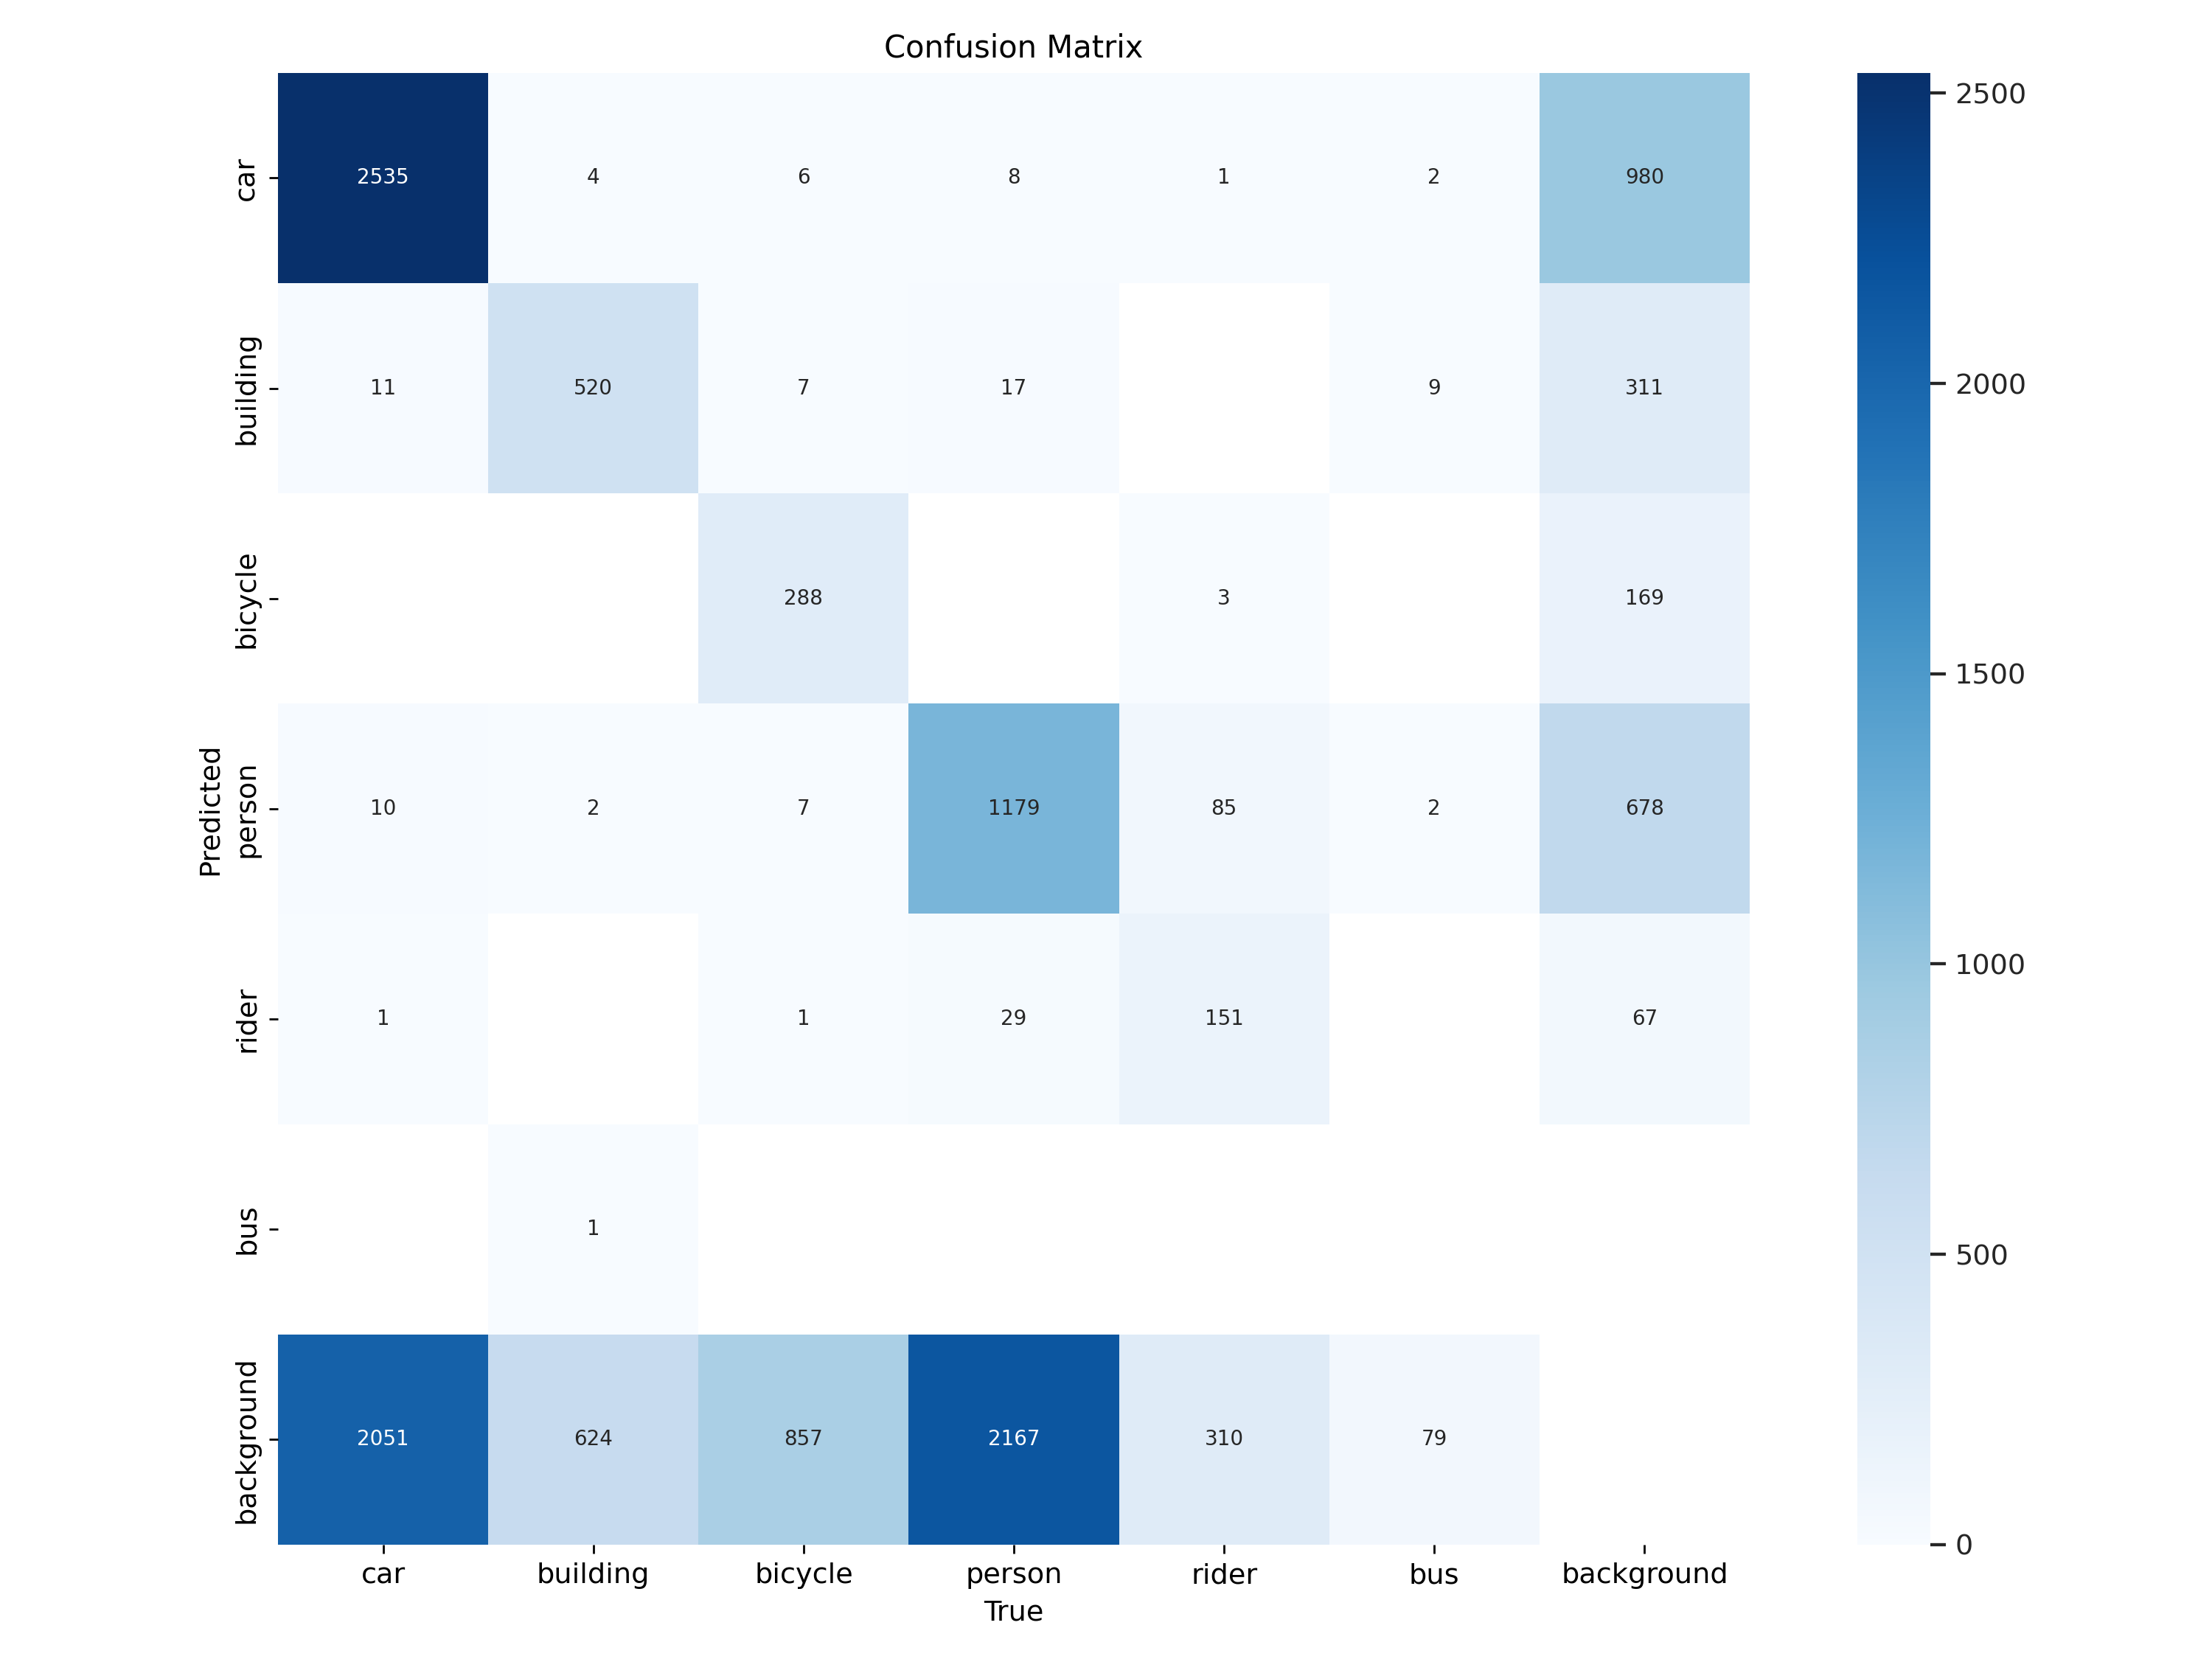 Confusion Matrix
car 2535 4 6 8 1 2 980
building 11 520 7 17 9 311
bicycle 288 3 169
person 10 2 7 1179 85 2 678
rider 1 1 29 151 67
bus 1
background 2051 624 857 2167 310 79
Predicted
car building bicycle person rider bus background
True
2500
2000
1500
1000
500
0